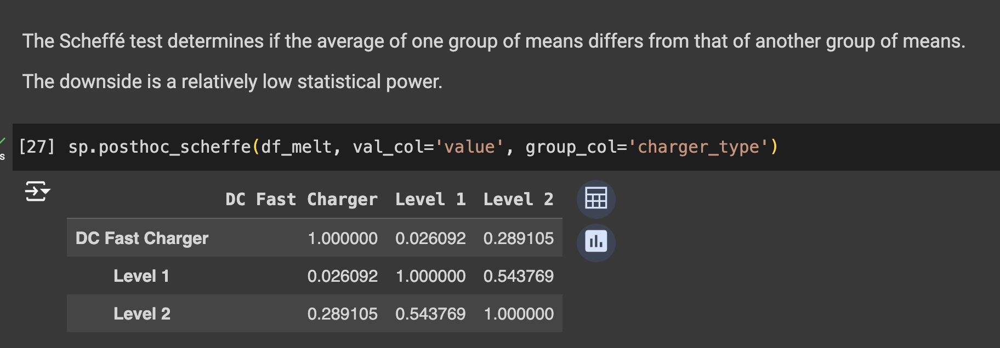 The Scheffé test determines if the average of one group of means differs from that of another group of means.
The downside is a relatively low statistical power.
s
[27] sp.posthoc_scheffe(df_melt, val_col='value', group_col='charger_type')
DC Fast Charger Level 1 Level 2
DC Fast Charger 1.000000 0.026092 0.289105
Level 1 0.026092 1.000000 0.543769
Level 2 0.289105 0.543769 1.000000